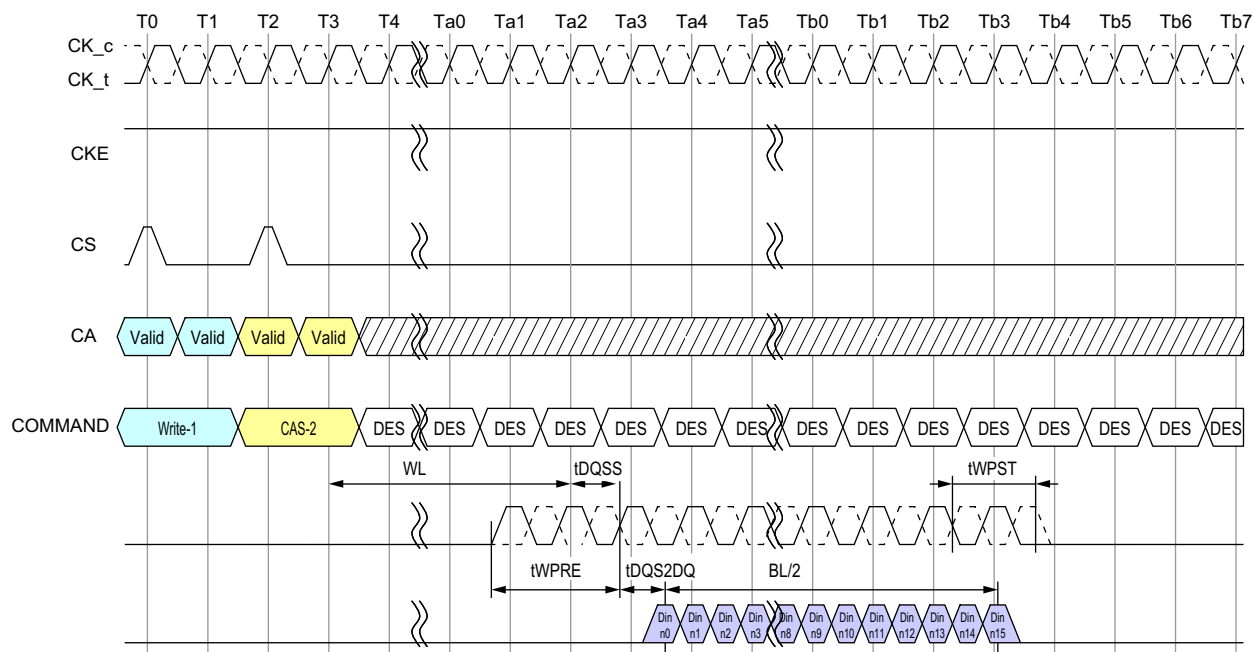 T0 T1 T2 T3 T4 Ta0 Ta1 Ta2 Ta3 Ta4 Ta5 Tb0 Tb1 Tb2 Tb3 Tb4 Tb5 Tb6 Tb7
CK_c
CK_t
CKE
CS
CA Valid Valid Valid Valid
COMMAND Write-1 CAS-2 DES DES DES DES DES DES DES DES DES DES DES DES DES DES DES
WL tDQSS tWPST
tWPRE tDQS2DQ BL/2
Din Din Din Din Din Din Din Din Din Din Din Din
n0 n1 n2 n3 n8 n9 n10 n11 n12 n13 n14 n15